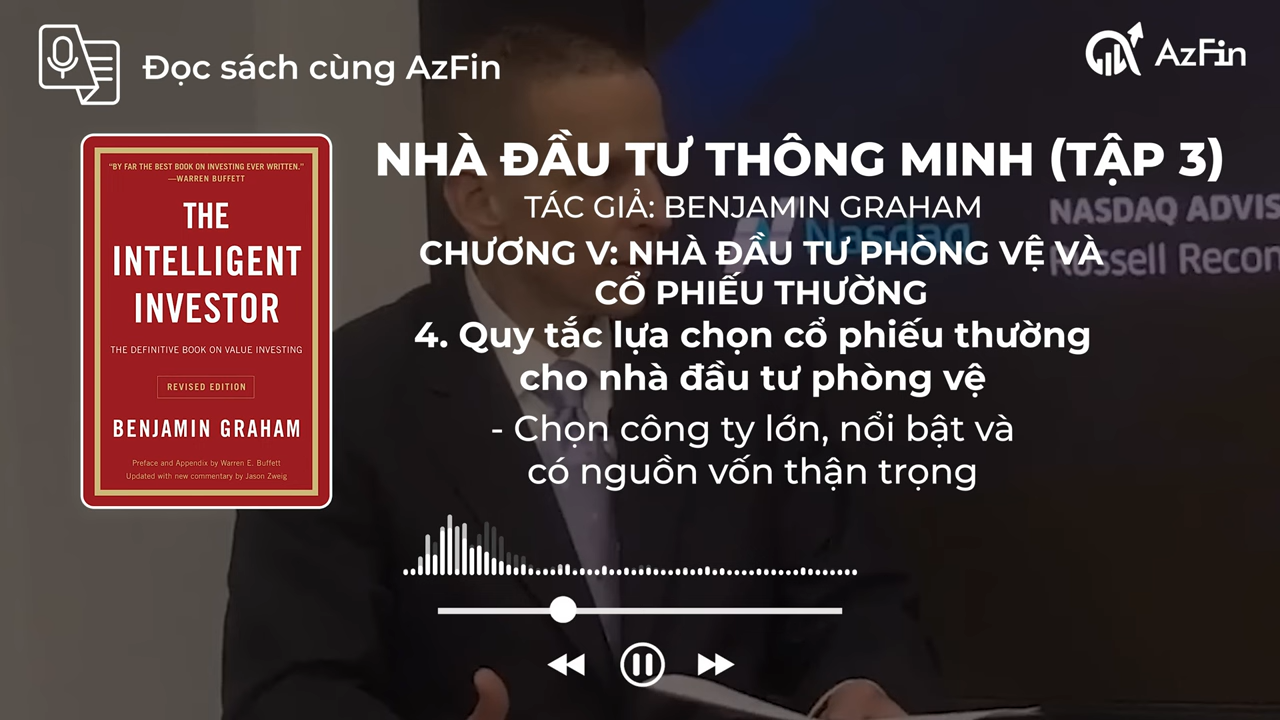 Đọc sách cùng AzFin
AzFin
"BY FAR THE BEST BOOK ON INVESTING EVER WRITTEN."
—WARREN BUFFETT
THE
INTELLIGENT
INVESTOR
THE DEFINITIVE BOOK ON VALUE INVESTING
REVISED EDITION
BENJAMIN GRAHAM
Preface and Appendix by Warren E. Buffett
Updated with new commentary by Jason Zweig
NHÀ ĐẦU TƯ THÔNG MINH (TẬP 3)
TÁC GIẢ: BENJAMIN GRAHAM
CHƯƠNG V: NHÀ ĐẦU TƯ PHÒNG VỆ VÀ
CỔ PHIẾU THƯỜNG
4. Quy tắc lựa chọn cổ phiếu thường
cho nhà đầu tư phòng vệ
- Chọn công ty lớn, nổi bật và
có nguồn vốn thận trọng
Nasdaq
NASDAQ ADVIS
Russell Recon